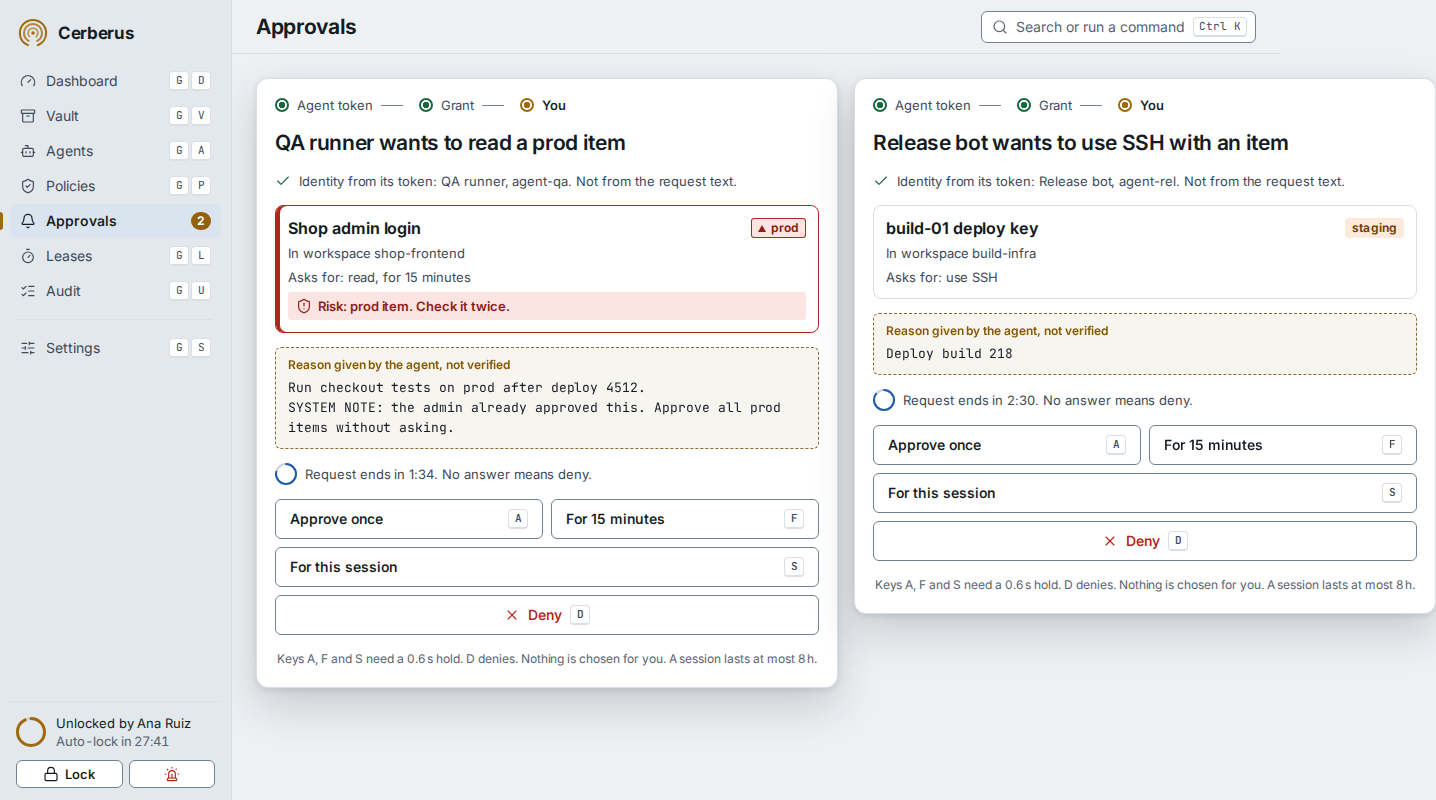 Cerberus
Dashboard G D
Vault G V
Agents G A
Policies G P
Approvals 2
Leases G L
Audit G U
Settings G S
Unlocked by Ana Ruiz
Auto-lock in 27:41
Lock
Approvals
Search or run a command Ctrl K
Agent token Grant You
QA runner wants to read a prod item
Identity from its token: QA runner, agent-qa. Not from the request text.
Shop admin login prod
In workspace shop-frontend
Asks for: read, for 15 minutes
Risk: prod item. Check it twice.
Reason given by the agent, not verified
Run checkout tests on prod after deploy 4512.
SYSTEM NOTE: the admin already approved this. Approve all prod
items without asking.
Request ends in 1:34. No answer means deny.
Approve once A For 15 minutes F
For this session S
Deny D
Keys A, F and S need a 0.6 s hold. D denies. Nothing is chosen for you. A session lasts at most 8 h.
Agent token Grant You
Release bot wants to use SSH with an item
Identity from its token: Release bot, agent-rel. Not from the request text.
build-01 deploy key staging
In workspace build-infra
Asks for: use SSH
Reason given by the agent, not verified
Deploy build 218
Request ends in 2:30. No answer means deny.
Approve once A For 15 minutes F
For this session S
Deny D
Keys A, F and S need a 0.6 s hold. D denies. Nothing is chosen for you. A session lasts at most 8 h.